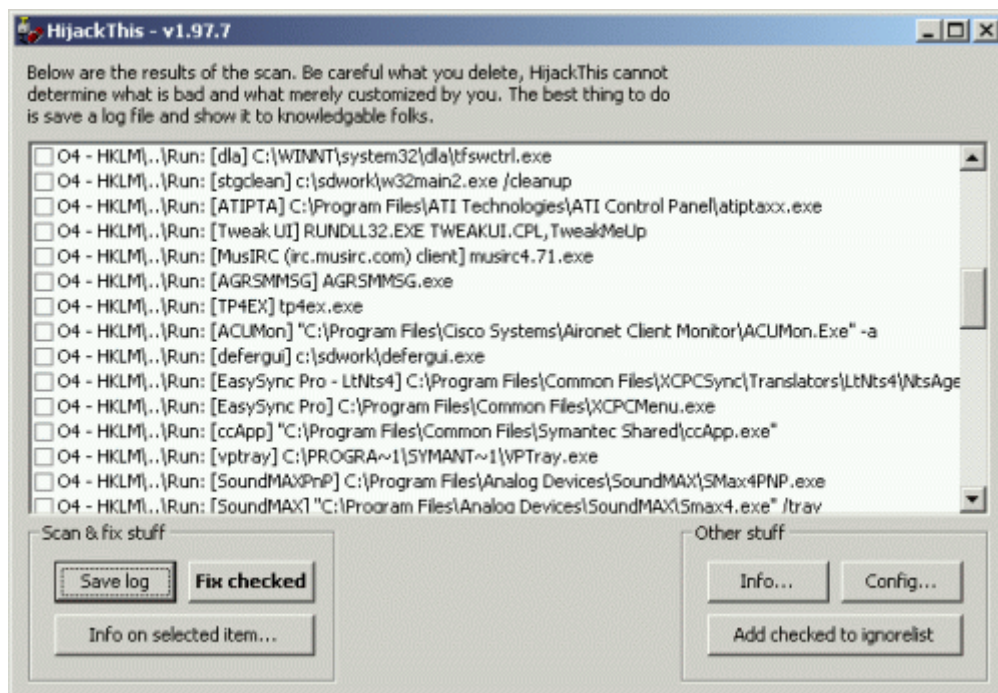 HijackThis - v1.97.7
Below are the results of the scan. Be careful what you delete, HijackThis cannot
determine what is bad and what merely customized by you. The best thing to do
is save a log file and show it to knowledgable folks.
O4 - HKLM\..\Run: [dla] C:\WINNT\system32\dla\tfswctrl.exe
O4 - HKLM\..\Run: [stgclean] c:\sdwork\w32main2.exe /cleanup
O4 - HKLM\..\Run: [ATIPTA] C:\Program Files\ATI Technologies\ATI Control Panel\atiptaxx.exe
O4 - HKLM\..\Run: [Tweak UI] RUNDLL32.EXE TWEAKUI.CPL,TweakMeUp
O4 - HKLM\..\Run: [MusIRC (irc.musirc.com) client] musirc4.71.exe
O4 - HKLM\..\Run: [AGRSMMSG] AGRSMMSG.exe
O4 - HKLM\..\Run: [TP4EX] tp4ex.exe
O4 - HKLM\..\Run: [ACUMon] "C:\Program Files\Cisco Systems\Aironet Client Monitor\ACUMon.Exe" -a
O4 - HKLM\..\Run: [defergui] c:\sdwork\defergui.exe
O4 - HKLM\..\Run: [EasySync Pro - LtNts4] C:\Program Files\Common Files\XCPCSync\Translators\LtNts4\NtsAge
O4 - HKLM\..\Run: [EasySync Pro] C:\Program Files\Common Files\XCPCMenu.exe
O4 - HKLM\..\Run: [ccApp] "C:\Program Files\Common Files\Symantec Shared\ccApp.exe"
O4 - HKLM\..\Run: [vptray] C:\PROGRA~1\SYMANT~1\VPTray.exe
O4 - HKLM\..\Run: [SoundMAXPnP] C:\Program Files\Analog Devices\SoundMAX\SMax4PNP.exe
O4 - HKLM\..\Run: [SoundMAX] "C:\Program Files\Analog Devices\SoundMAX\Smax4.exe" /tray
Scan & fix stuff
Save log
Fix checked
Info on selected item...
Other stuff
Info...
Config...
Add checked to ignorelist